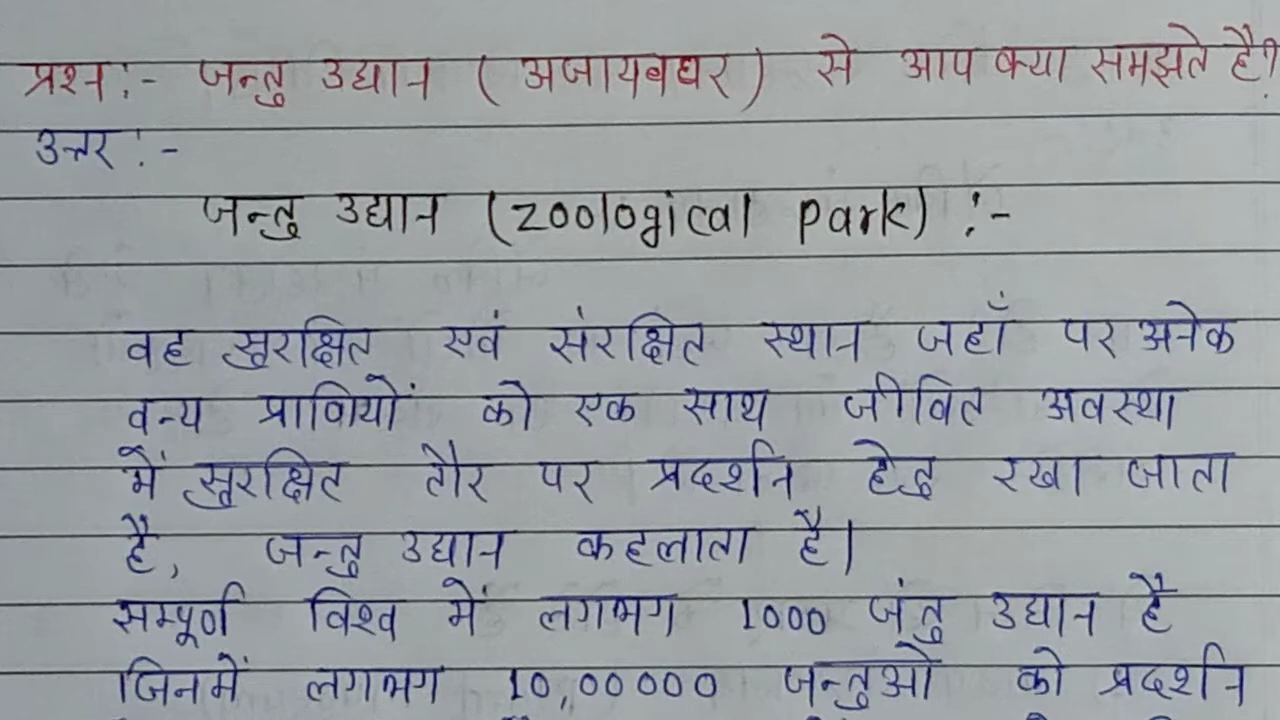 प्रश्न:- जन्तु उद्यान (अजायबघर) से आप क्या समझते है?
उत्तर :-
जन्तु उद्यान (zoological park) :-
वह सुरक्षित एवं संरक्षित स्थान जहाँ पर अनेक
वन्य प्राणियों को एक साथ जीवित अवस्था
में सुरक्षित तौर पर प्रदर्शन हेतु रखा जाता
है, जन्तु उद्यान कहलाता है।
सम्पूर्ण विश्व में लगभग 1000 जंतु उद्यान है
जिनमें लगभग 10,00000 जन्तुओ को प्रदर्शन